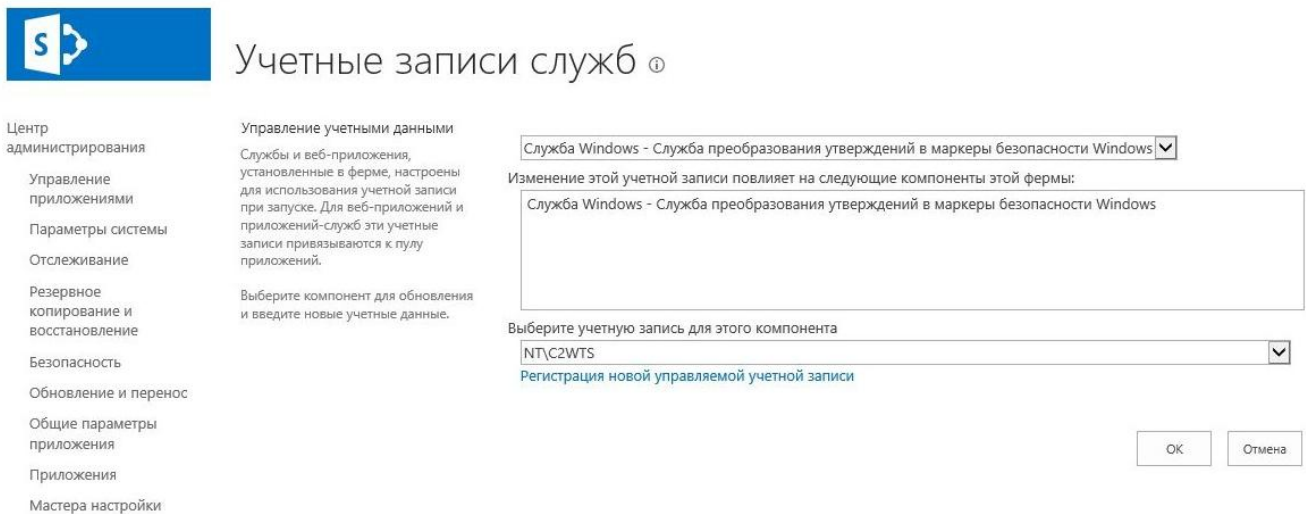 S
Учетные записи служб
Центр
администрирования
Управление
приложениями
Параметры системы
Отслеживание
Резервное
копирование и
восстановление
Безопасность
Обновление и перенос
Общие параметры
приложения
Приложения
Мастера настройки
Управление учетными данными
Службы и веб-приложения,
установленные в ферме, настроены
для использования учетной записи
при запуске. Для веб-приложений и
приложений-служб эти учетные
записи привязываются к пулу
приложений.
Выберите компонент для обновления
и введите новые учетные данные.
Служба Windows - Служба преобразования утверждений в маркеры безопасности Windows
Изменение этой учетной записи повлияет на следующие компоненты этой фермы:
Служба Windows - Служба преобразования утверждений в маркеры безопасности Windows
Выберите учетную запись для этого компонента
NT\C2WTS
Регистрация новой управляемой учетной записи
ОК
Отмена